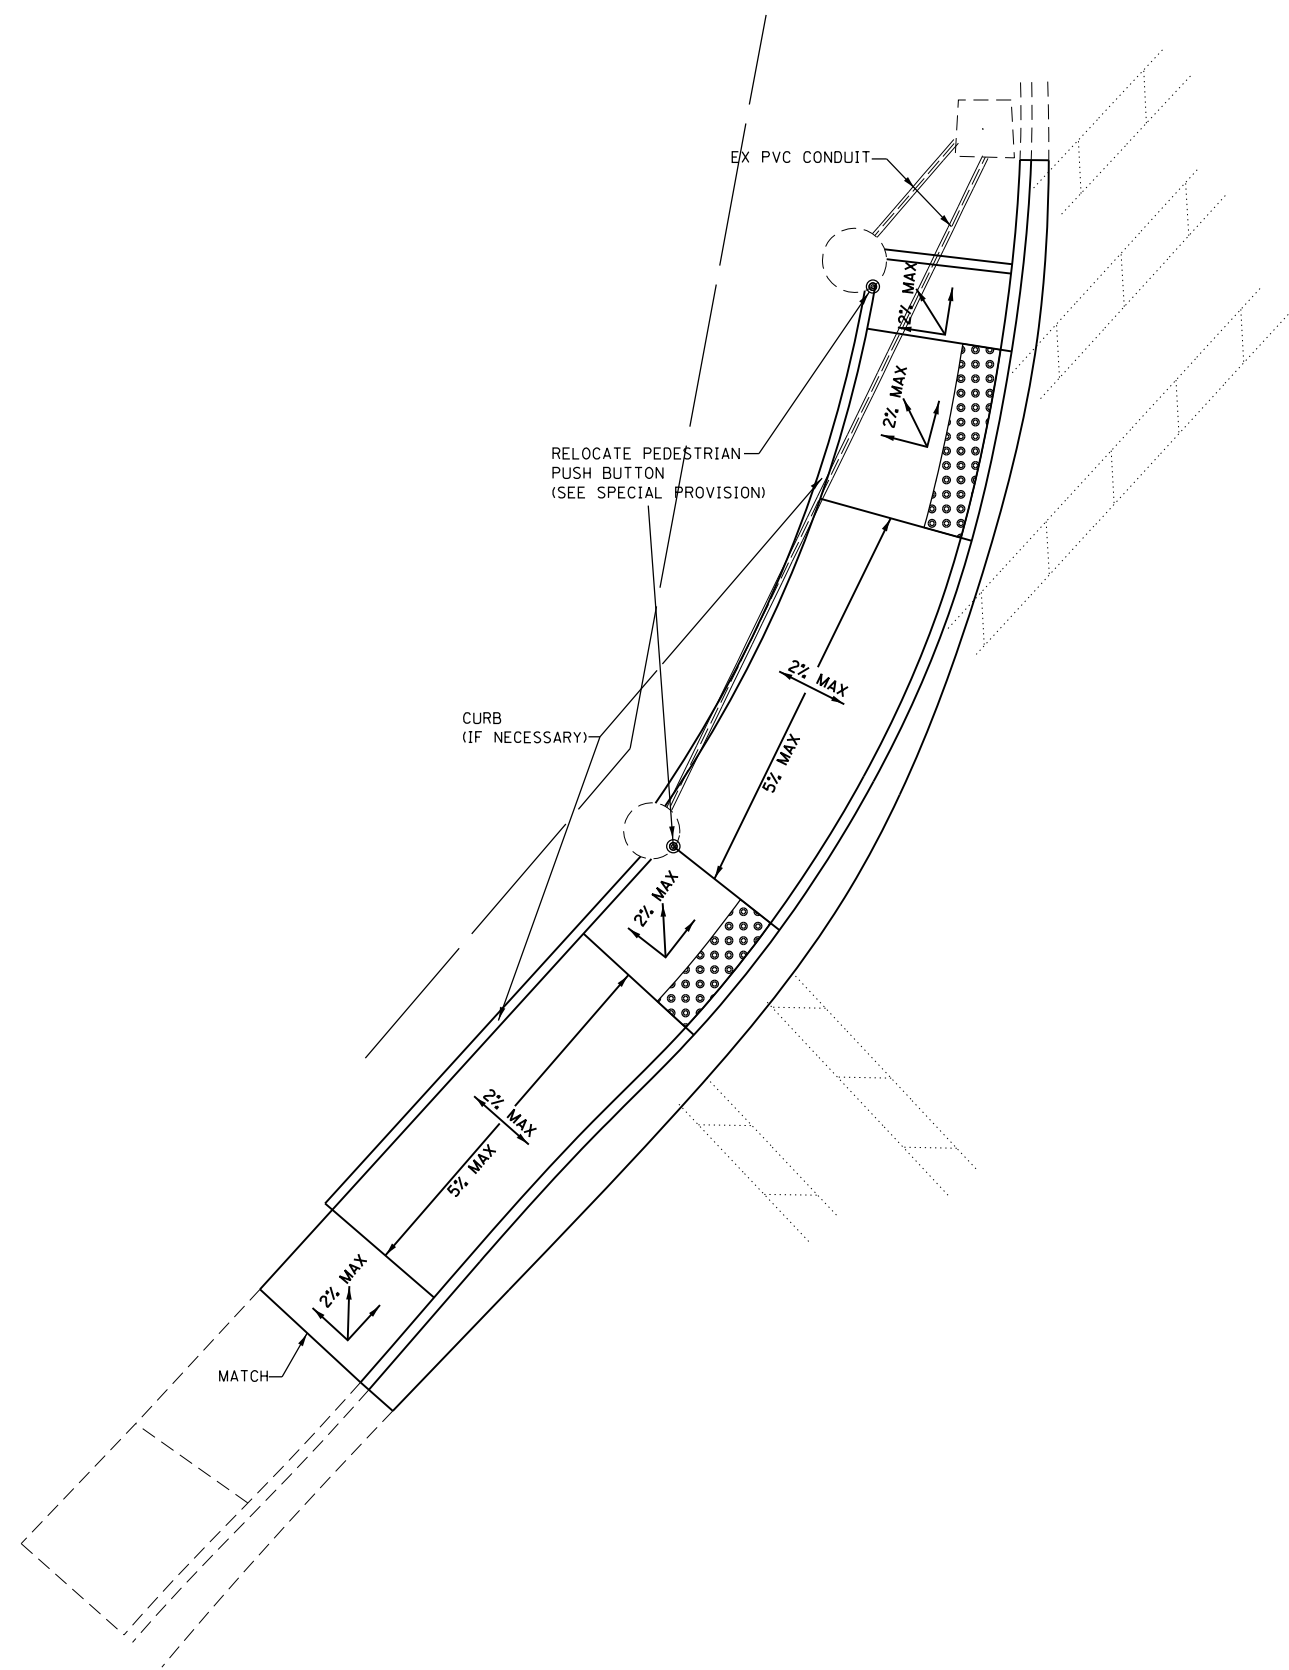 EX PVC CONDUIT
2% MAX
2% MAX
RELOCATE PEDESTRIAN
PUSH BUTTON
(SEE SPECIAL PROVISION)
2% MAX
CURB
(IF NECESSARY)
5% MAX
2% MAX
2% MAX
5% MAX
2% MAX
MATCH